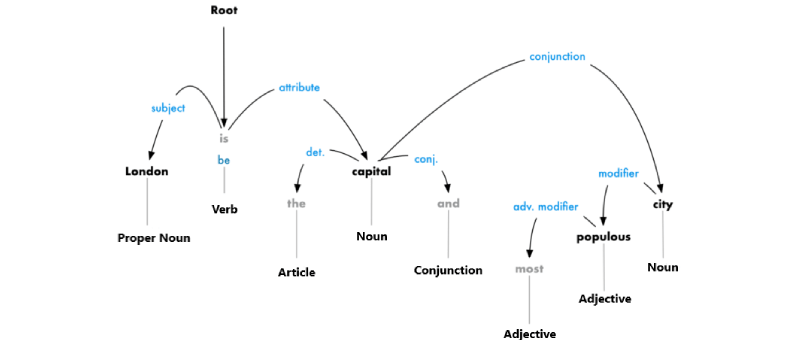 Root
conjunction
attribute
subject
is
det.
conj.
be
London
capital
modifier
the
and
adv. modifier
city
Verb
Proper Noun
Noun
populous
Article
Conjunction
most
Noun
Adjective
Adjective